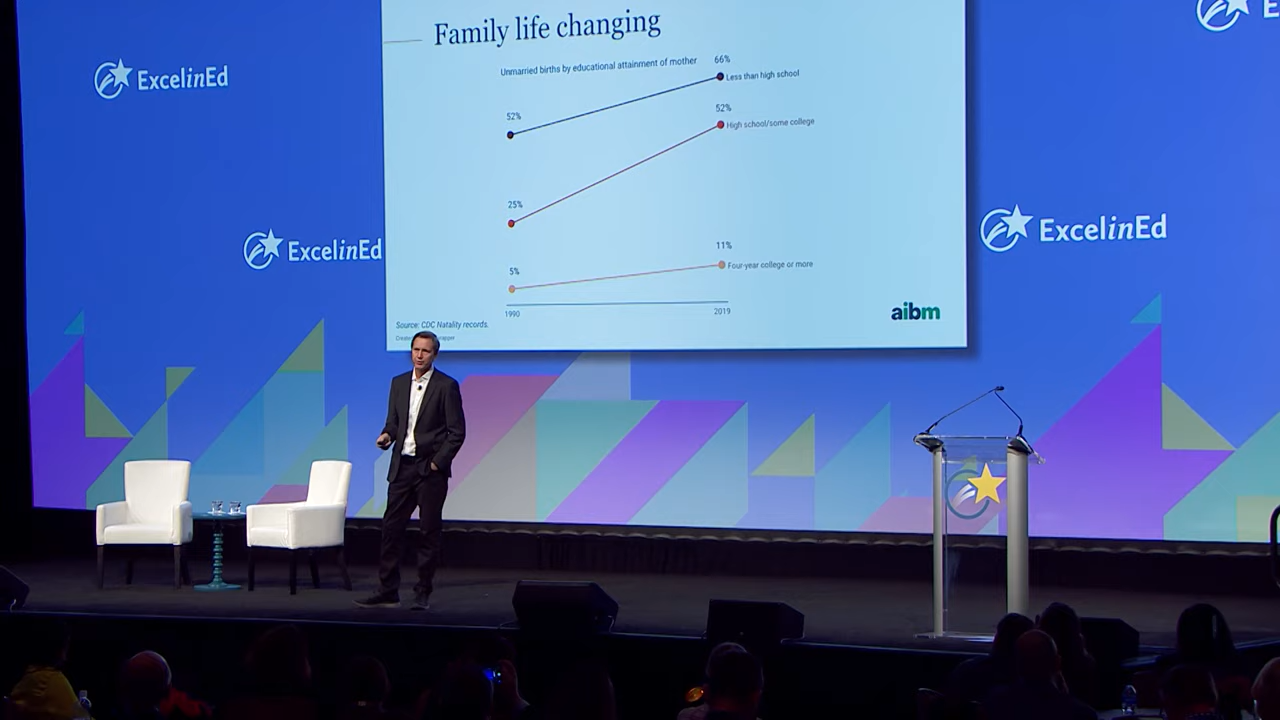 Family life changing
Unmarried births by educational attainment of mother
66%
Less than high school
52%
52%
High school/some college
25%
11%
Four-year college or more
5%
1990
2019
Source: CDC Natality records.
aibm
ExcelinEd
ExcelinEd
ExcelinEd
E